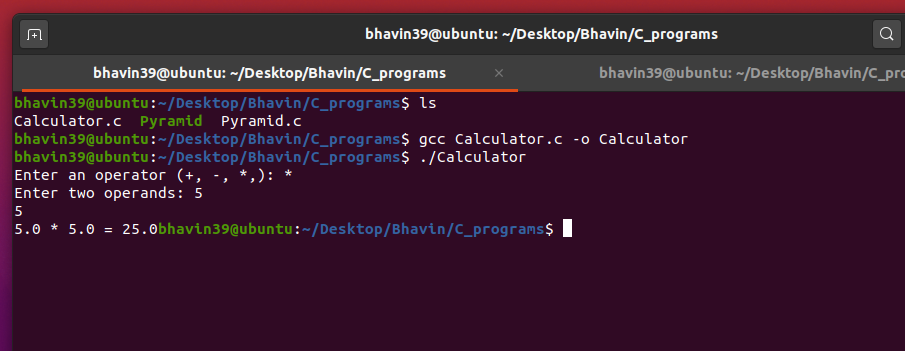 bhavin39@ubuntu: ~/Desktop/Bhavin/C_programs
bhavin39@ubuntu: ~/Desktop/Bhavin/C_programs × bhavin39@ubuntu: ~/Desktop/Bhavin/C_pro
bhavin39@ubuntu:~/Desktop/Bhavin/C_programs$ ls
Calculator.c  Pyramid  Pyramid.c
bhavin39@ubuntu:~/Desktop/Bhavin/C_programs$ gcc Calculator.c -o Calculator
bhavin39@ubuntu:~/Desktop/Bhavin/C_programs$ ./Calculator
Enter an operator (+, -, *,): *
Enter two operands: 5
5
5.0 * 5.0 = 25.0bhavin39@ubuntu:~/Desktop/Bhavin/C_programs$